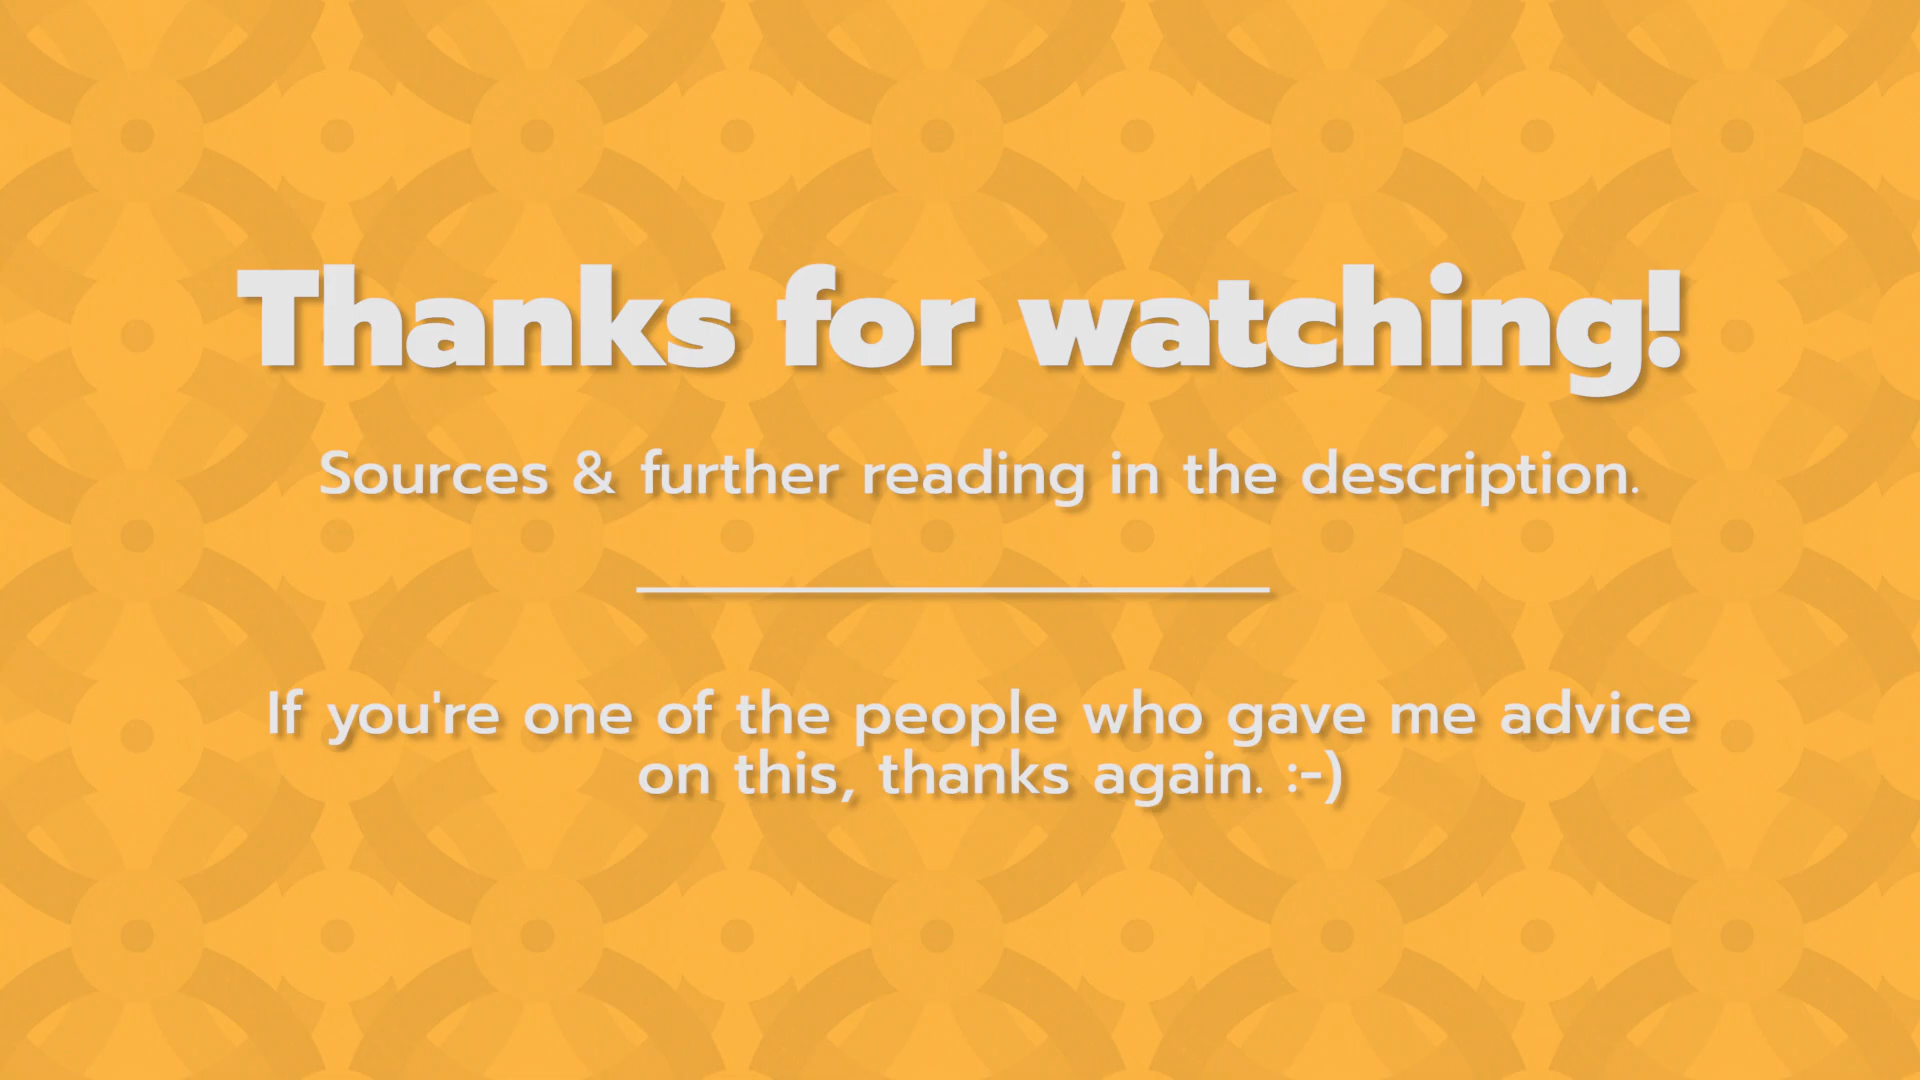 Thanks for watching!
Sources & further reading in the description.
If you're one of the people who gave me advice
on this, thanks again. :-)